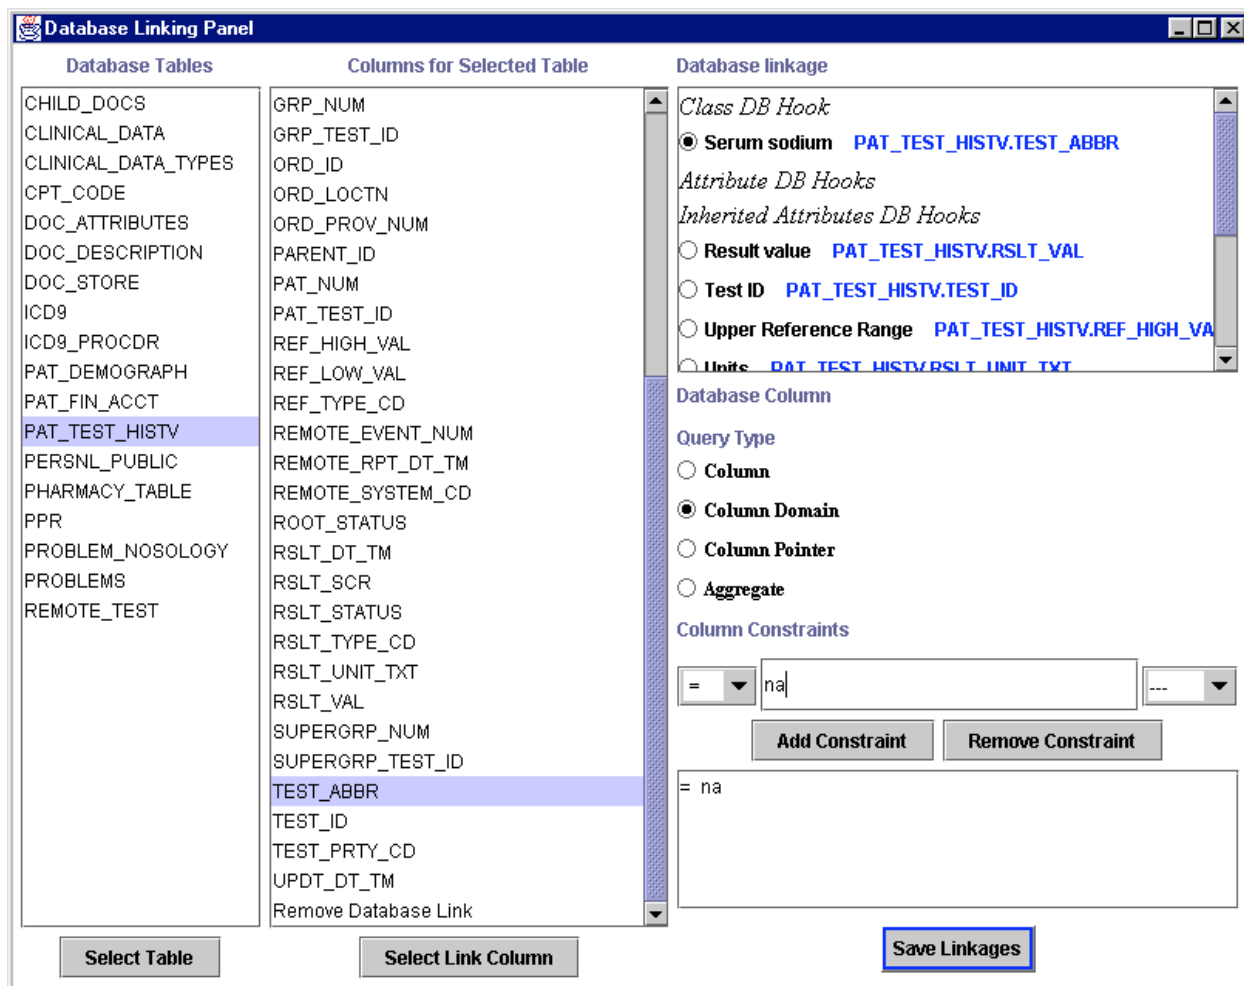 Database Linking Panel
Database Tables
CHILD_DOCS
CLINICAL_DATA
CLINICAL_DATA_TYPES
CPT_CODE
DOC_ATTRIBUTES
DOC_DESCRIPTION
DOC_STORE
ICD9
ICD9_PROCDR
PAT_DEMOGRAPH
PAT_FIN_ACCT
PAT_TEST_HISTV
PERSNL_PUBLIC
PHARMACY_TABLE
PPR
PROBLEM_NOSOLOGY
PROBLEMS
REMOTE_TEST
Select Table
Columns for Selected Table
GRP_NUM
GRP_TEST_ID
ORD_ID
ORD_LOCTN
ORD_PROV_NUM
PARENT_ID
PAT_NUM
PAT_TEST_ID
REF_HIGH_VAL
REF_LOW_VAL
REF_TYPE_CD
REMOTE_EVENT_NUM
REMOTE_RPT_DT_TM
REMOTE_SYSTEM_CD
ROOT_STATUS
RSLT_DT_TM
RSLT_SCR
RSLT_STATUS
RSLT_TYPE_CD
RSLT_UNIT_TXT
RSLT_VAL
SUPERGRP_NUM
SUPERGRP_TEST_ID
TEST_ABBR
TEST_ID
TEST_PRTY_CD
UPDT_DT_TM
Remove Database Link
Select Link Column
Database linkage
Class DB Hook
Serum sodium PAT_TEST_HISTV.TEST_ABBR
Attribute DB Hooks
Inherited Attributes DB Hooks
Result value PAT_TEST_HISTV.RSLT_VAL
Test ID PAT_TEST_HISTV.TEST_ID
Upper Reference Range PAT_TEST_HISTV.REF_HIGH_VA
Units PAT_TEST_HISTV.RSLT_UNIT_TXT
Database Column
Query Type
Column
Column Domain
Column Pointer
Aggregate
Column Constraints
= na ---
Add Constraint Remove Constraint
= na
Save Linkages